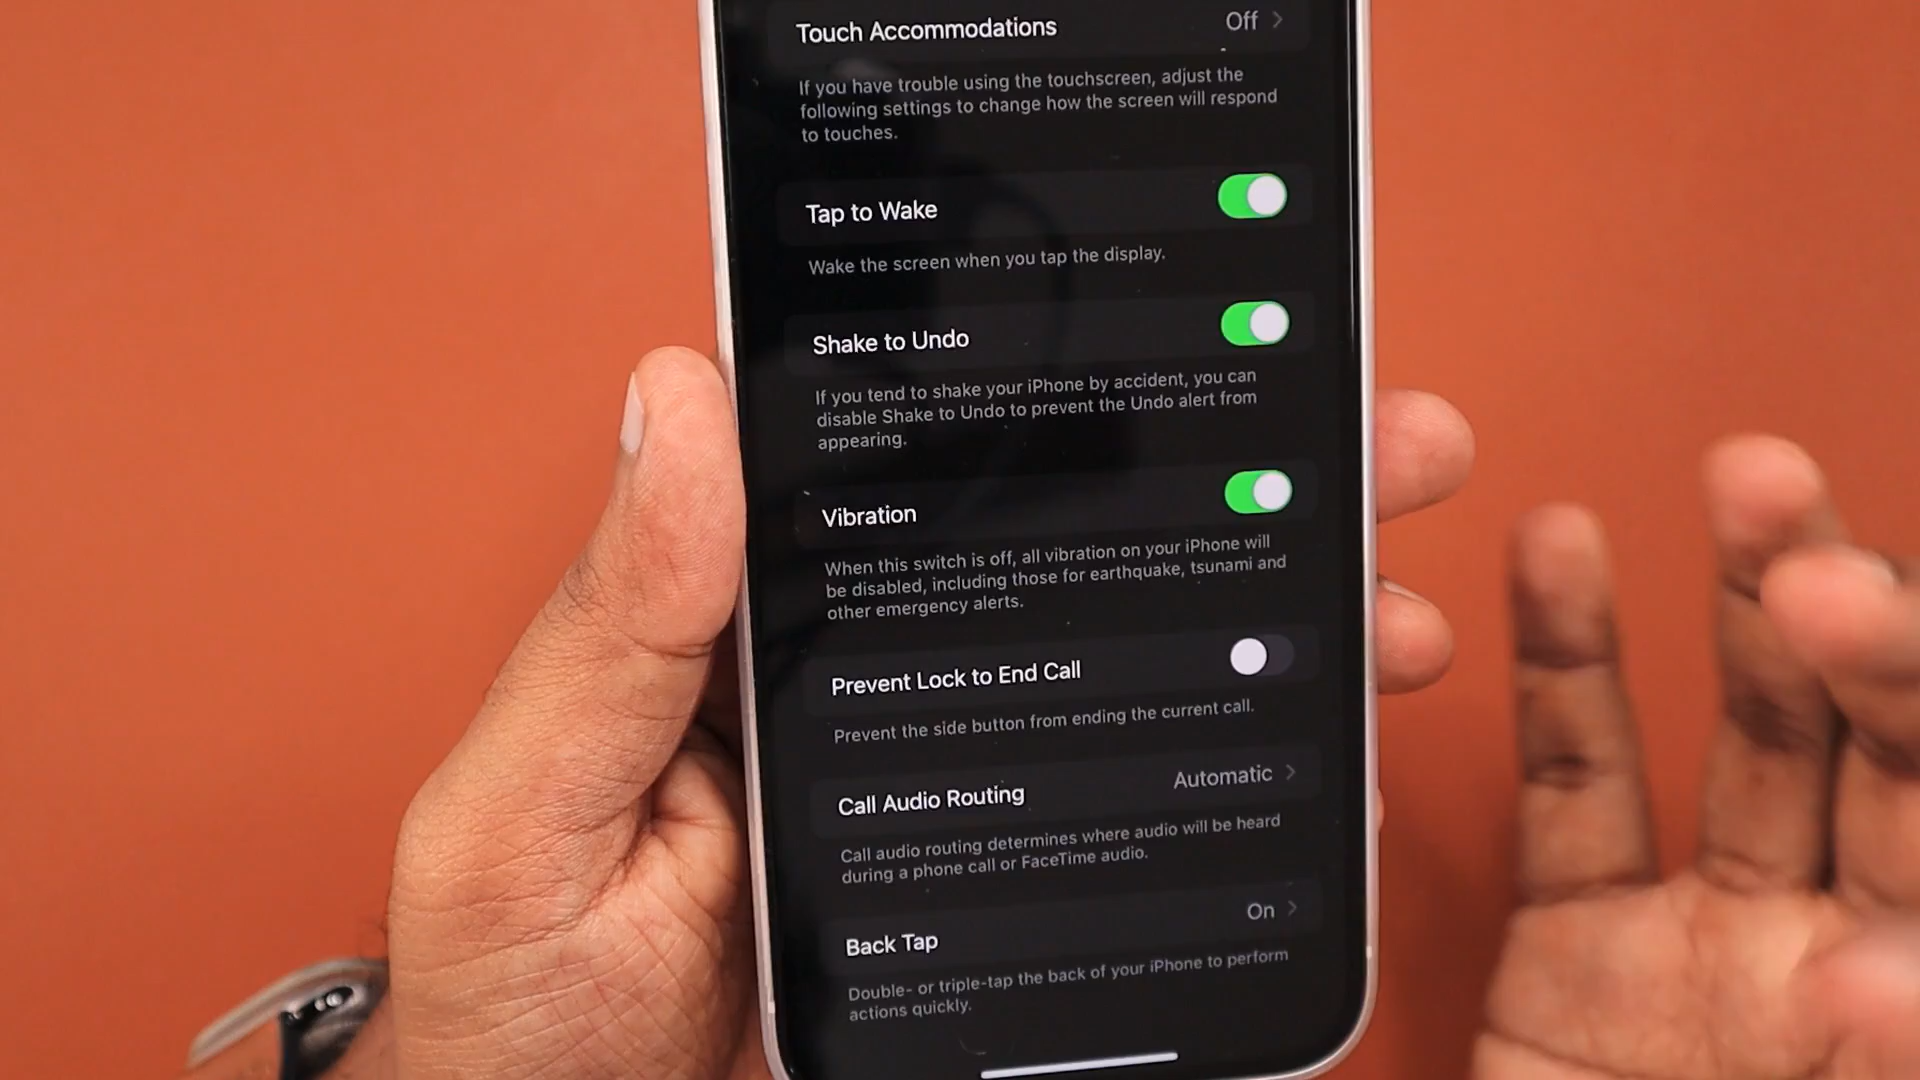 Touch Accommodations Off
If you have trouble using the touchscreen, adjust the
following settings to change how the screen will respond
to touches.
Tap to Wake
Wake the screen when you tap the display.
Shake to Undo
If you tend to shake your iPhone by accident, you can
disable Shake to Undo to prevent the Undo alert from
appearing.
Vibration
When this switch is off, all vibration on your iPhone will
be disabled, including those for earthquake, tsunami and
other emergency alerts.
Prevent Lock to End Call
Prevent the side button from ending the current call.
Call Audio Routing Automatic
Call audio routing determines where audio will be heard
during a phone call or FaceTime audio.
Back Tap On
Double- or triple-tap the back of your iPhone to perform
actions quickly.